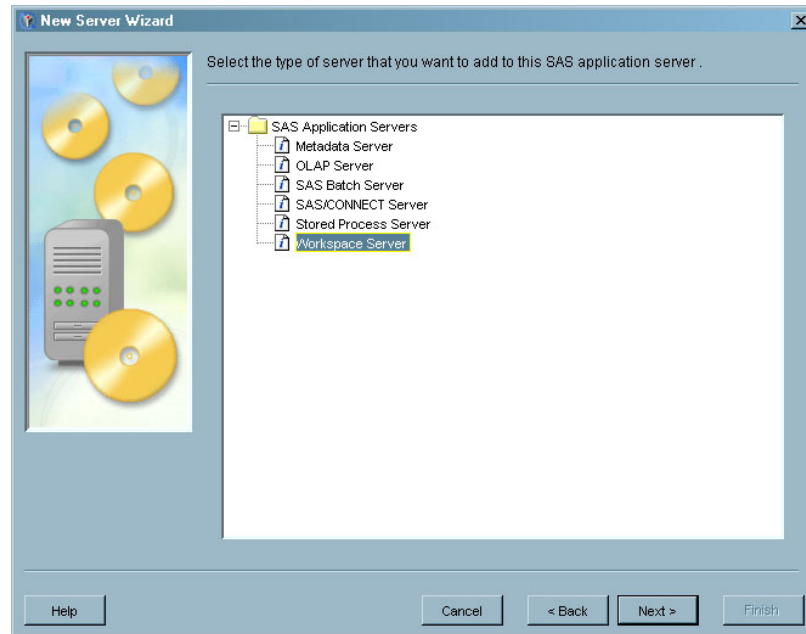 New Server Wizard
Select the type of server that you want to add to this SAS application server .
SAS Application Servers
Metadata Server
OLAP Server
SAS Batch Server
SAS/CONNECT Server
Stored Process Server
Workspace Server
Help
Cancel
< Back
Next >
Finish